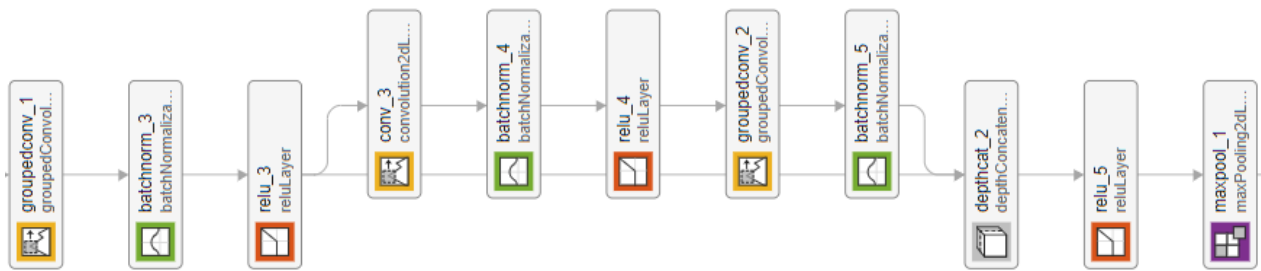 groupedconv_1
groupedConvol...
batchnorm_3
batchNormaliza...
relu_3
reluLayer
conv_3
convolution2dL...
batchnorm_4
batchNormaliza...
relu_4
reluLayer
groupedconv_2
groupedConvol...
batchnorm_5
batchNormaliza...
depthcat_2
depthConcaten...
relu_5
reluLayer
maxpool_1
maxPooling2dL...